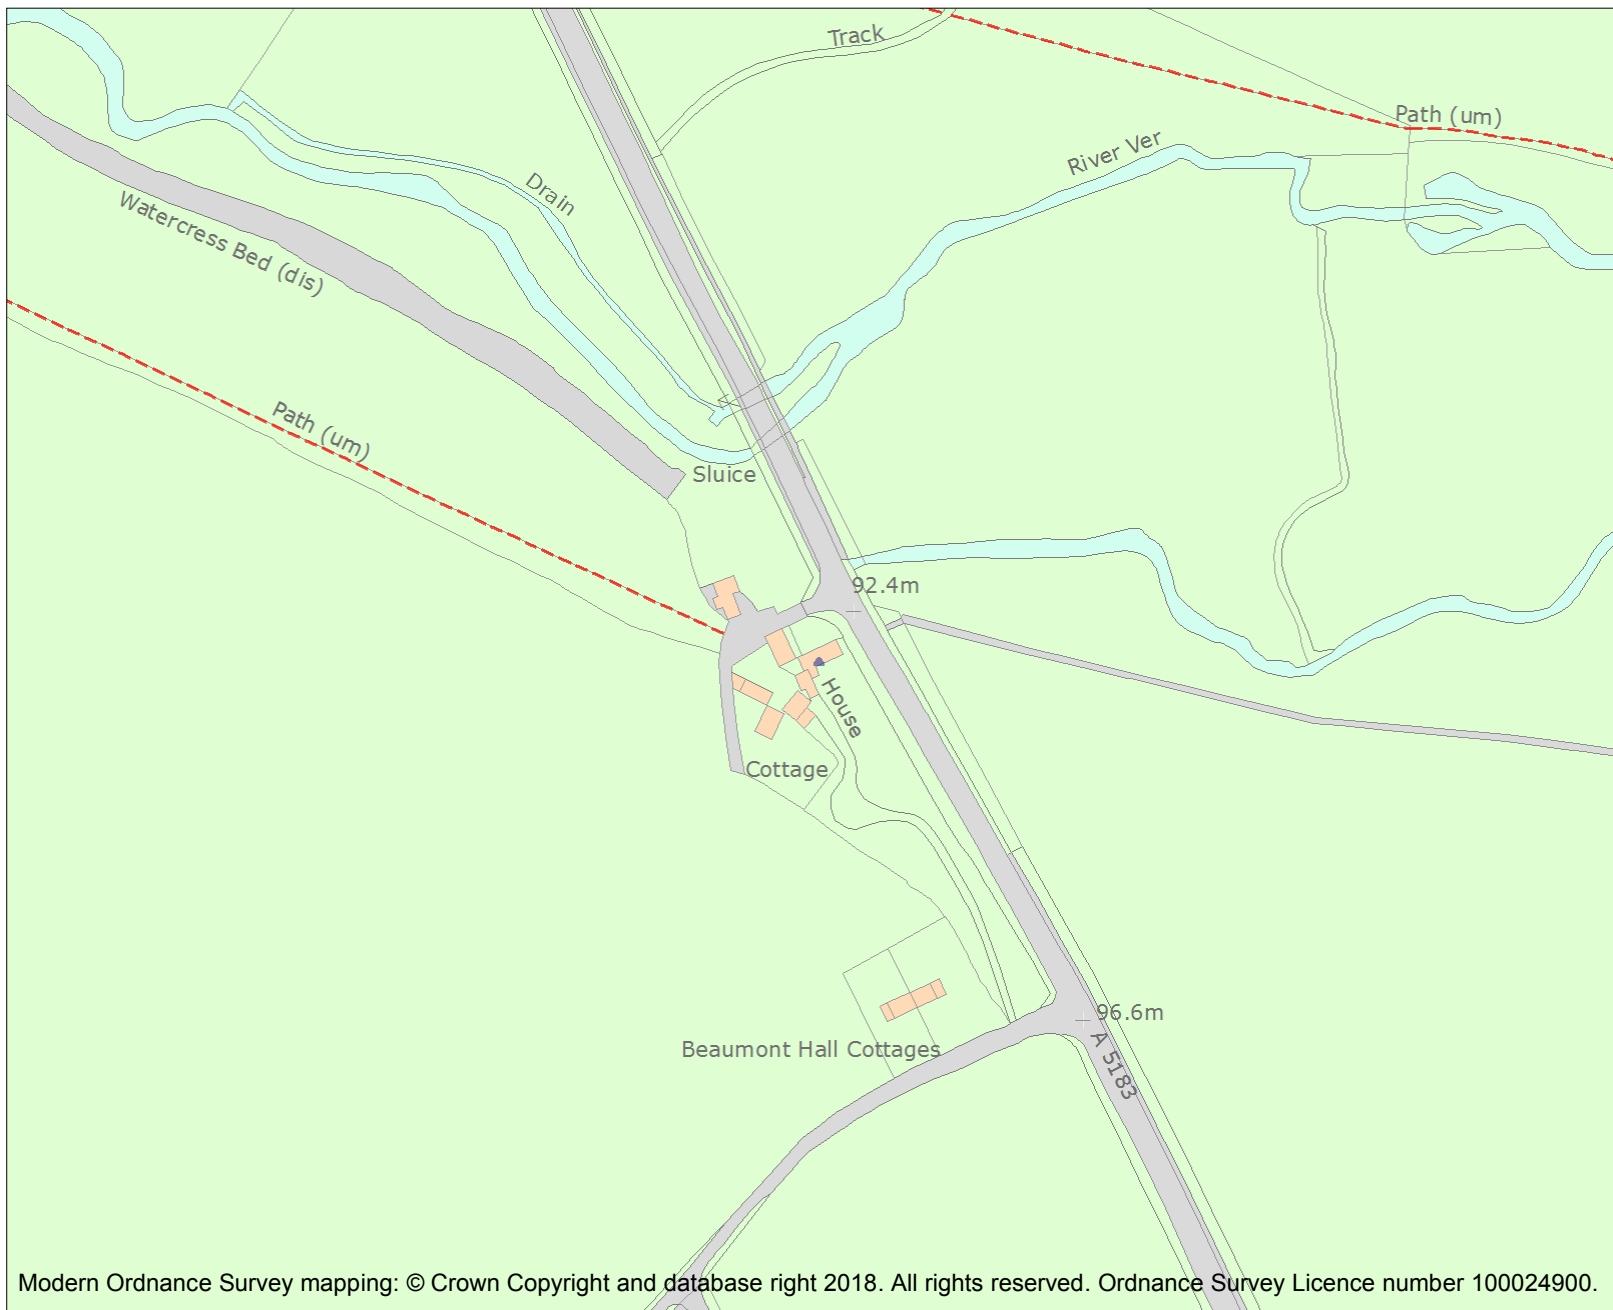 Track
Path (um)
River Ver
Drain
Watercress Bed (dis)
Path (um)
Sluice
92.4m
House
Cottage
96.6m
A 5183
Beaumont Hall Cottages
Modern Ordnance Survey mapping: © Crown Copyright and database right 2018. All rights reserved. Ordnance Survey Licence number 100024900.